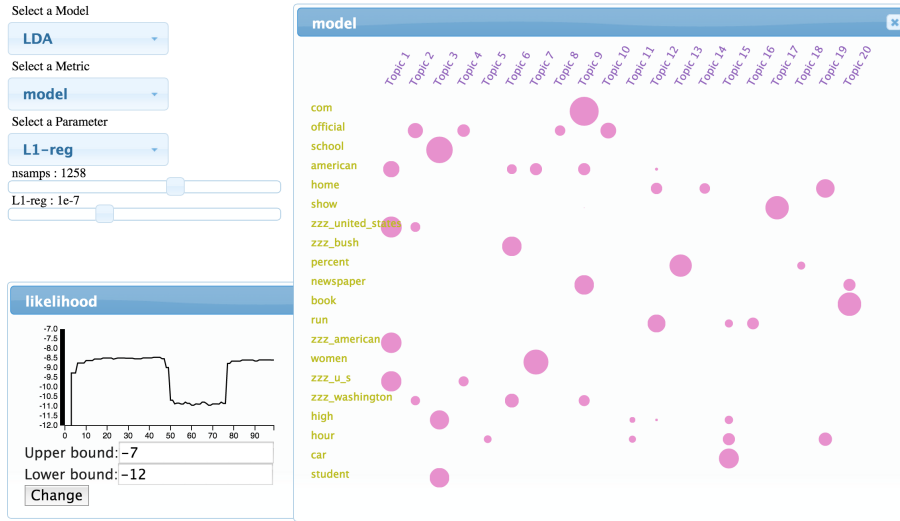 Select a Model
LDA
Select a Metric
model
Select a Parameter
L1-reg
nsamps : 1258
L1-reg : 1e-7
likelihood
-7.0
-7.5
-8.0
-8.5
-9.0
-9.5
-10.0
-10.5
-11.0
-11.5
-12.0
0 10 20 30 40 50 60 70 80 90
Upper bound: -7
Lower bound: -12
Change
model
Topic 1 Topic 2 Topic 3 Topic 4 Topic 5 Topic 6 Topic 7 Topic 8 Topic 9 Topic 10 Topic 11 Topic 12 Topic 13 Topic 14 Topic 15 Topic 16 Topic 17 Topic 18 Topic 19 Topic 20
com
official
school
american
home
show
zzz_united_states
zzz_bush
percent
newspaper
book
run
zzz_american
women
zzz_u_s
zzz_washington
high
hour
car
student